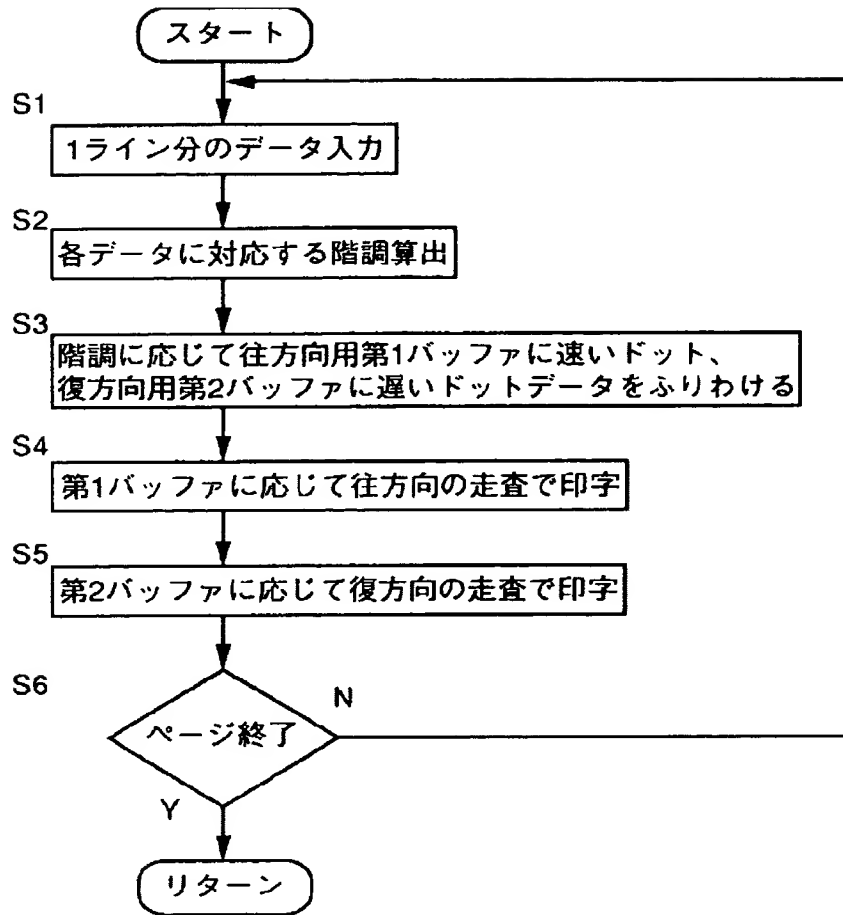 スタート
S1
1ライン分のデータ入力
S2
各データに対応する階調算出
S3
階調に応じて往方向用第1バッファに速いドット、
復方向用第2バッファに遅いドットデータをふりわける
S4
第1バッファに応じて往方向の走査で印字
S5
第2バッファに応じて復方向の走査で印字
S6
N
ページ終了
Y
リターン